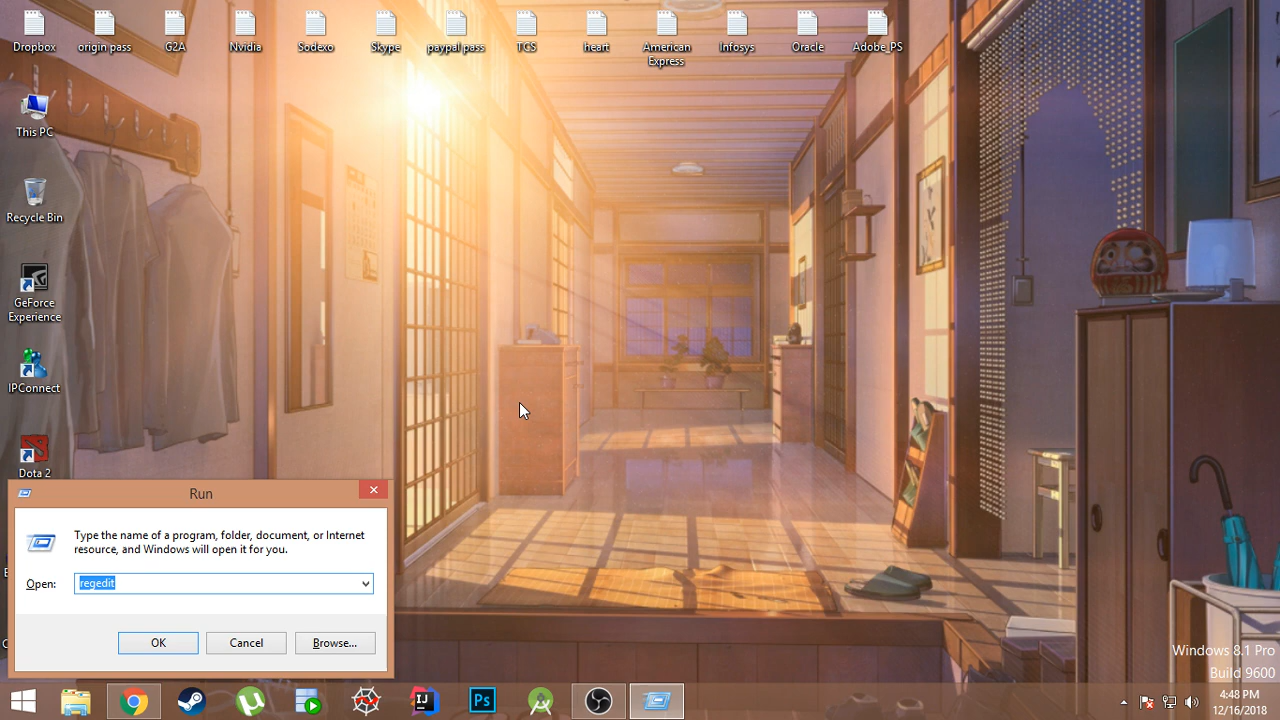 Dropbox
origin pass
G2A
Nvidia
Sodexo
Skype
paypal pass
TCS
heart
American
Express
Infosys
Oracle
Adobe_PS
This PC
Recycle Bin
GeForce
Experience
IPConnect
Dota 2
Run
Type the name of a program, folder, document, or Internet
resource, and Windows will open it for you.
Open:
regedit
OK
Cancel
Browse...
Windows 8.1 Pro
Build 9600
IJ
Ps
4:48 PM
12/16/2018